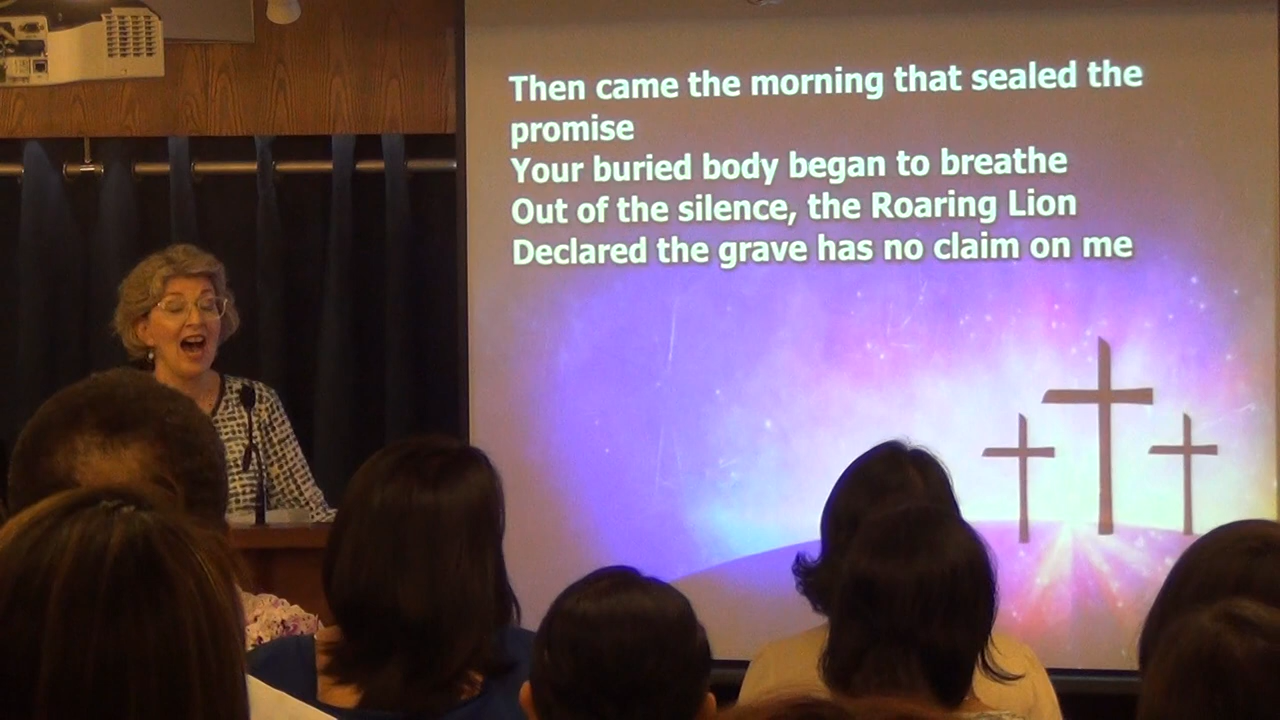 Then came the morning that sealed the
promise
Your buried body began to breathe
Out of the silence, the Roaring Lion
Declared the grave has no claim on me